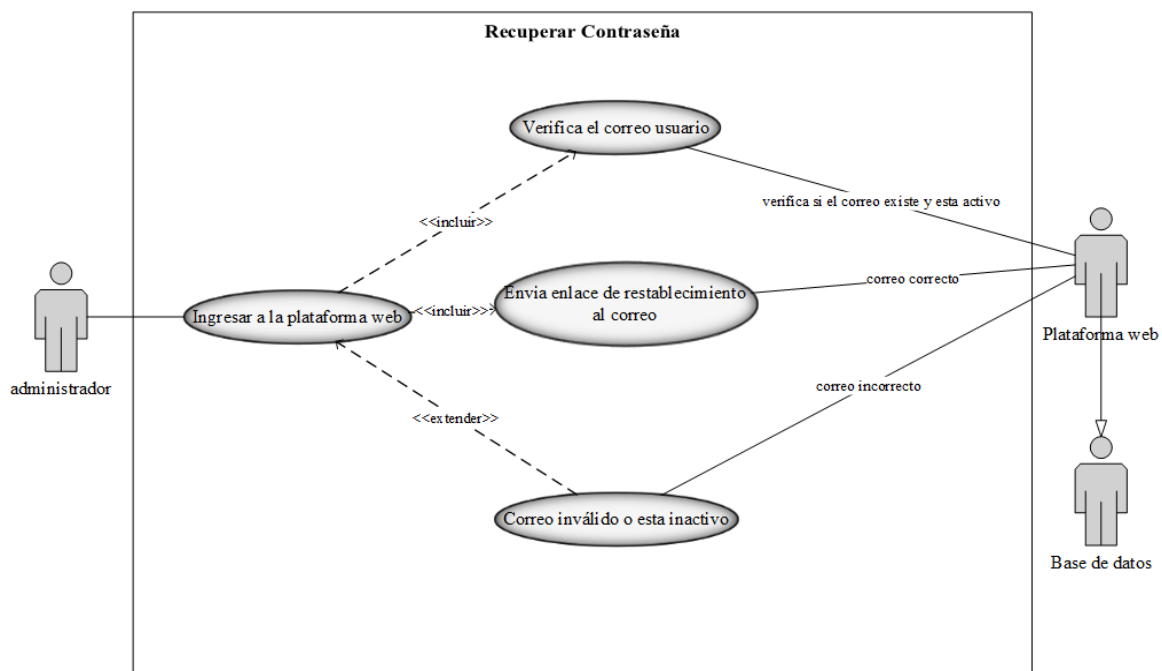 Recuperar Contraseña
Verifica el correo usuario
verifica si el correo existe y esta activo
<<incluir>>
Envia enlace de restablecimiento
al correo
correo correcto
Ingresar a la plataforma web
<<incluir>>
Plataforma web
administrador
correo incorrecto
<<extender>>
Correo inválido o esta inactivo
Base de datos